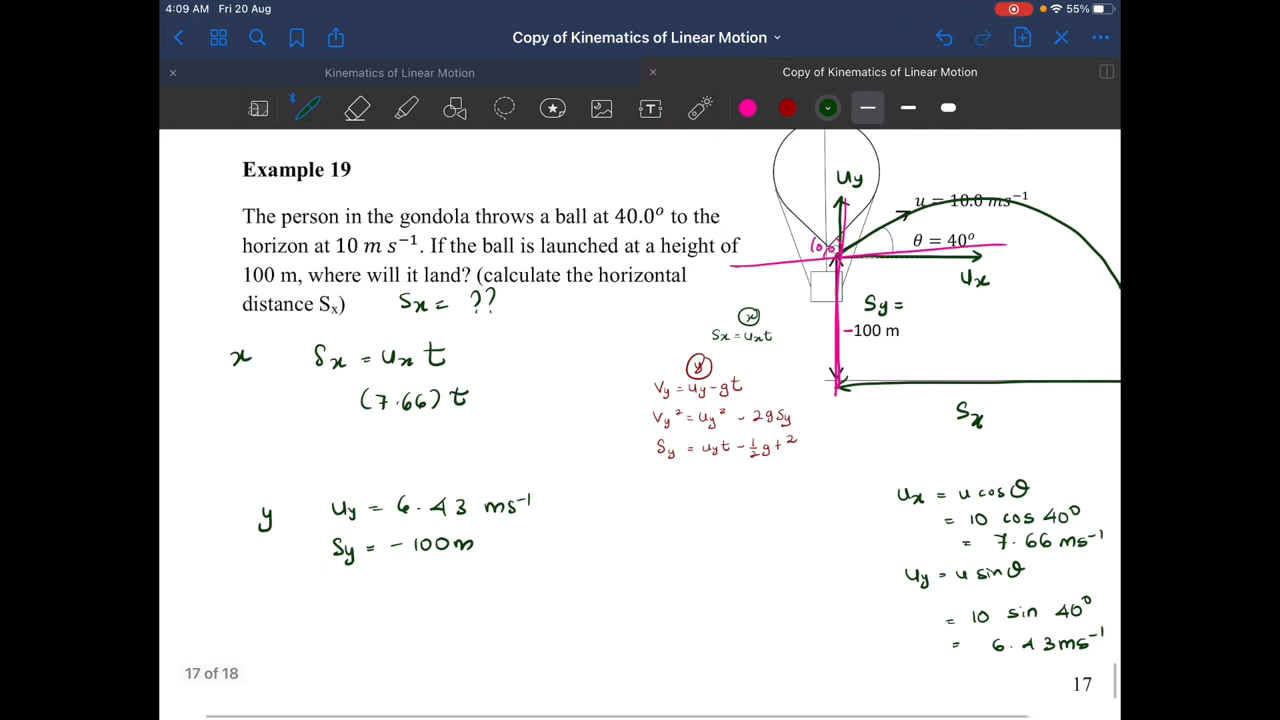 4:09 AM Fri 20 Aug
55%
Copy of Kinematics of Linear Motion
Kinematics of Linear Motion
Copy of Kinematics of Linear Motion
Example 19
The person in the gondola throws a ball at 40.0° to the
horizon at 10 m s⁻¹. If the ball is launched at a height of
100 m, where will it land? (calculate the horizontal
distance Sₓ)
Sx = ??
x Sx = ux t
(7.66) t
y uy = 6.43 ms⁻¹
Sy = - 100m
x
Sx = uxt
y
Vy = uy - gt
Vy² = uy² - 2gSy
Sy = uyt - ½gt²
uy
u = 10.0 ms⁻¹
(0,0)
θ = 40°
ux
Sy =
-100 m
Sx
ux = u cosθ
= 10 cos 40°
= 7.66 ms⁻¹
uy = u sinθ
= 10 sin 40°
= 6.43ms⁻¹
17 of 18
17